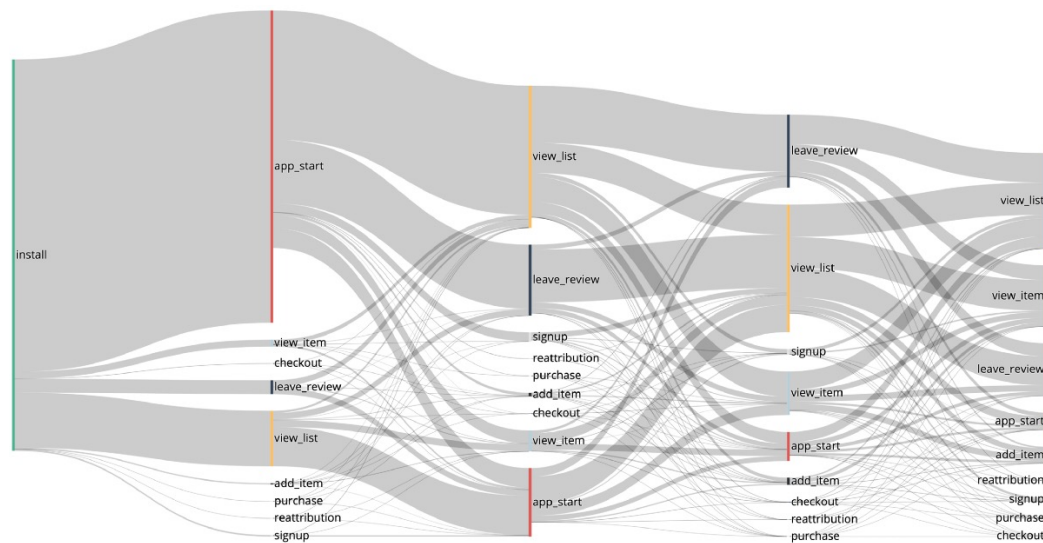 install
app_start
view_item
checkout
leave_review
view_list
add_item
purchase
reattribution
signup
view_list
leave_review
signup
reattribution
purchase
add_item
checkout
view_item
app_start
leave_review
view_list
signup
view_item
app_start
add_item
checkout
reattribution
purchase
view_list
view_item
leave_review
app_start
add_item
reattribution
signup
purchase
checkout